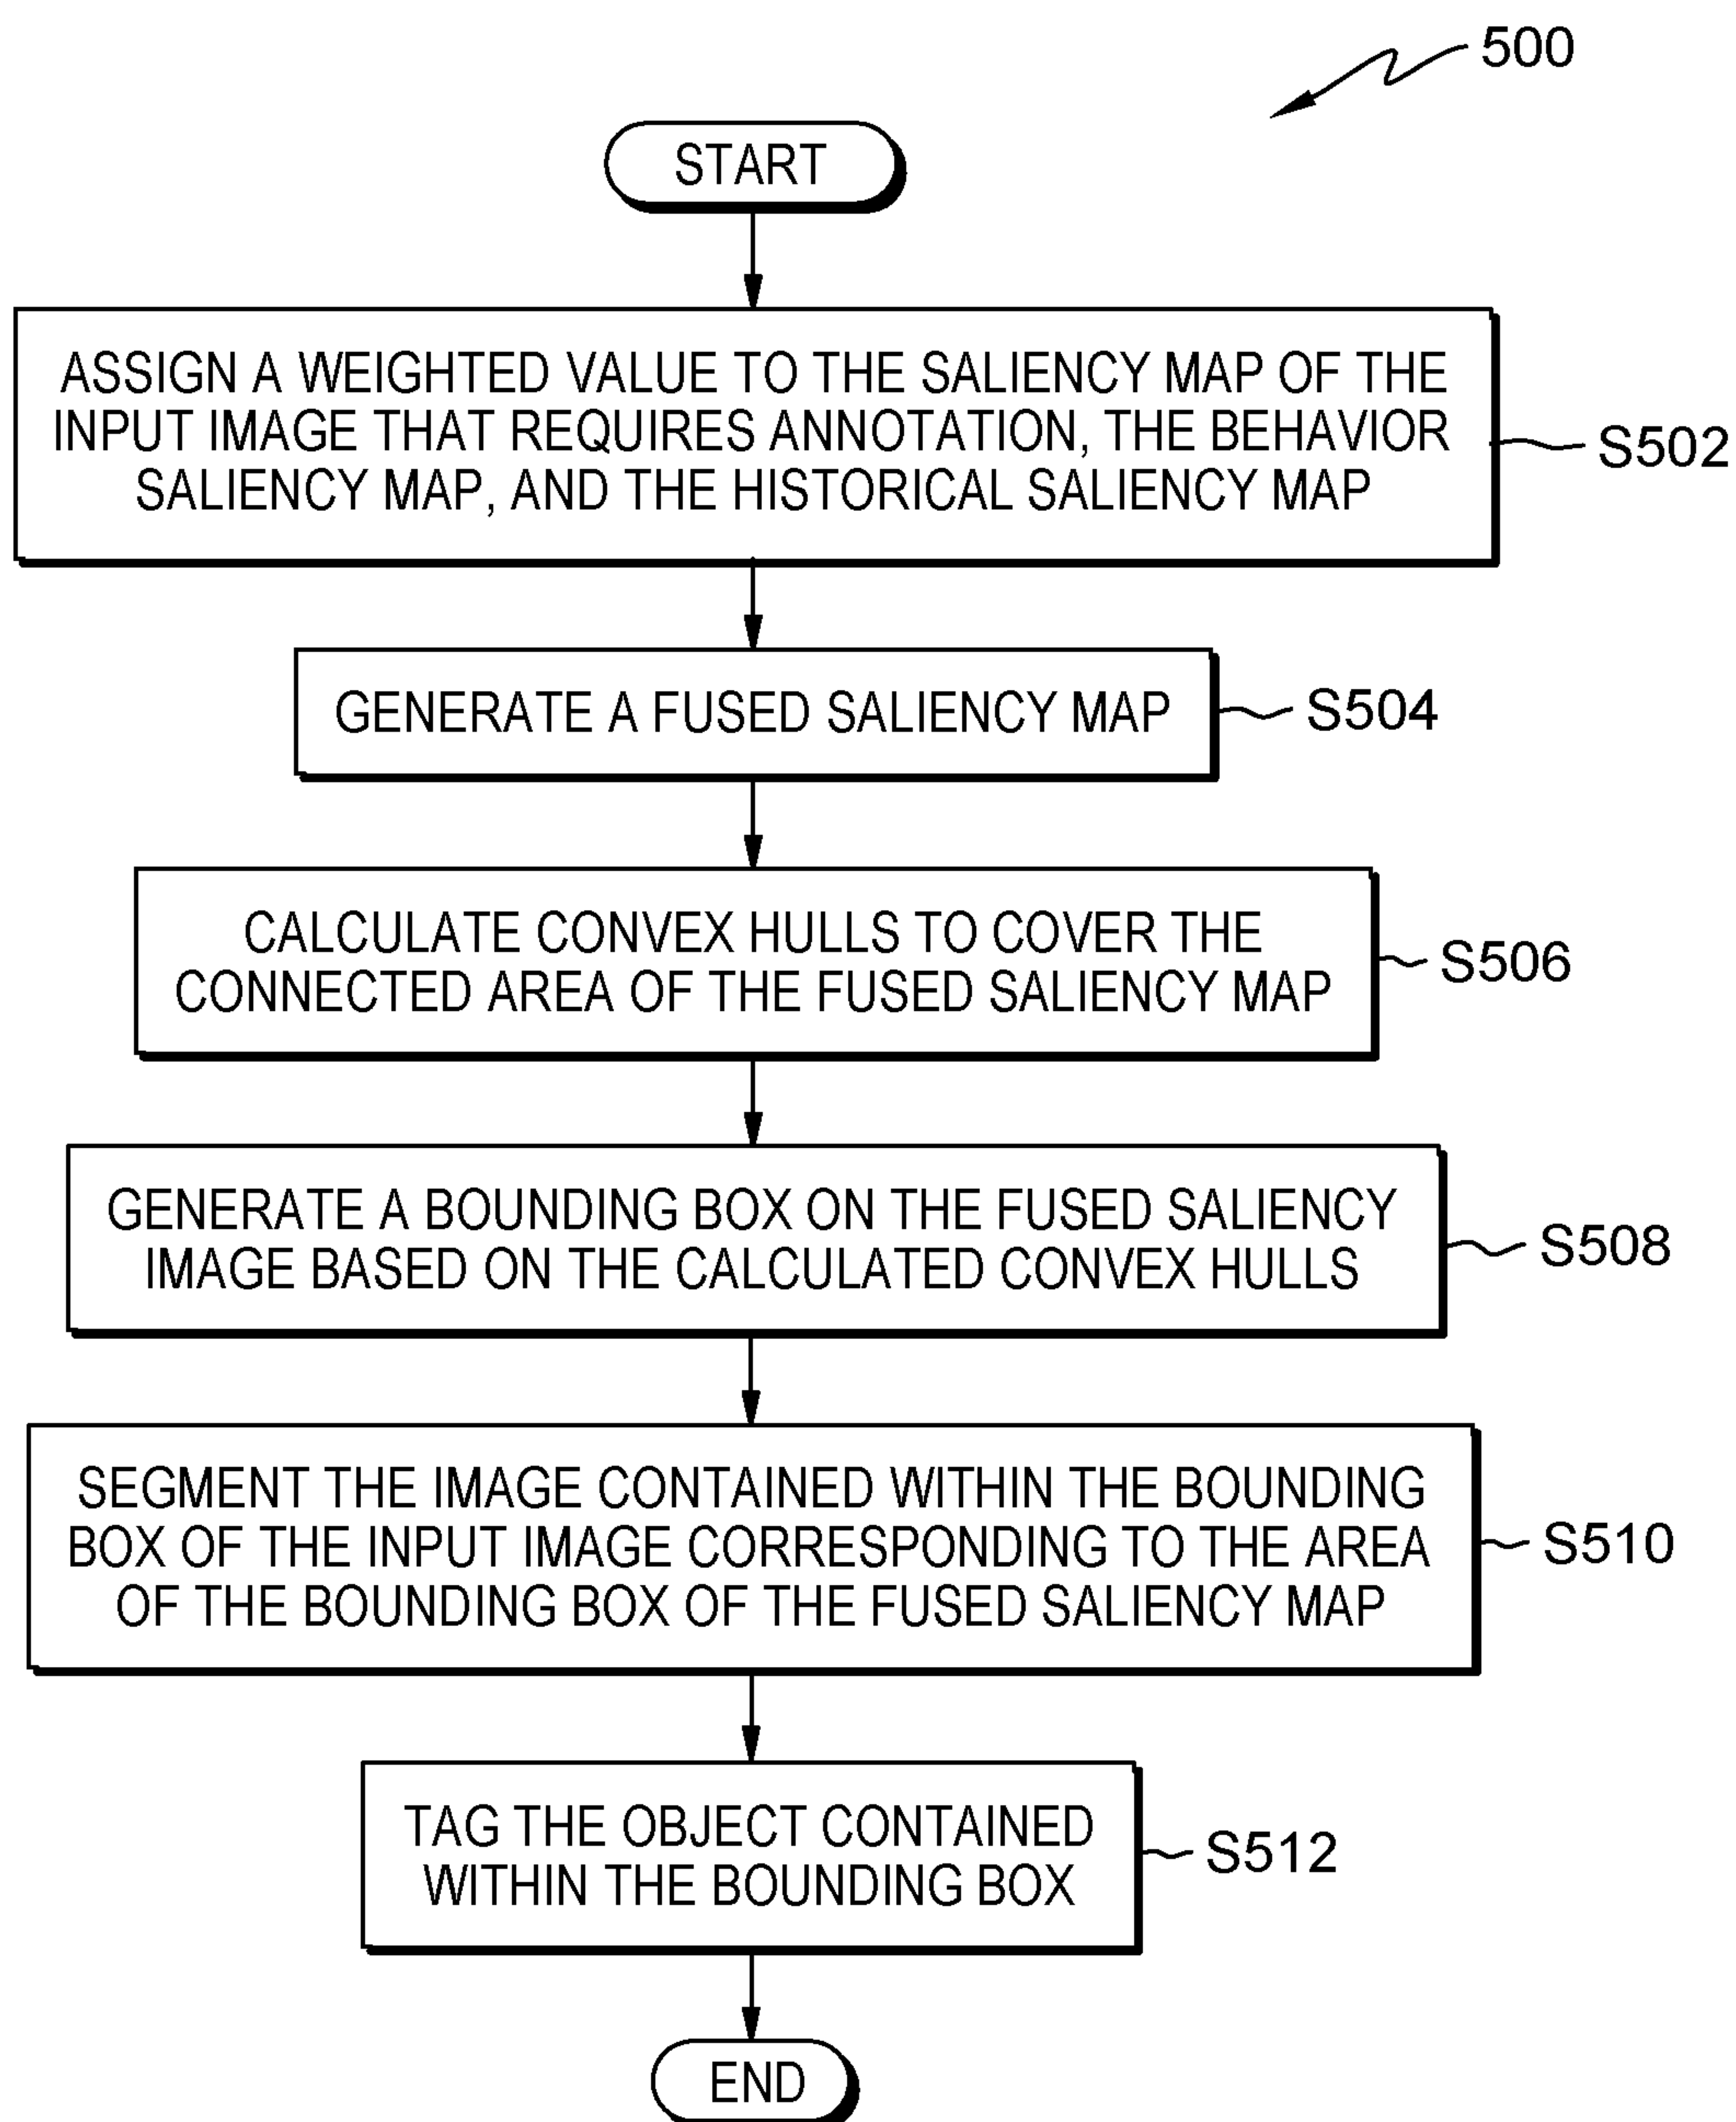 500
START
ASSIGN A WEIGHTED VALUE TO THE SALIENCY MAP OF THE
INPUT IMAGE THAT REQUIRES ANNOTATION, THE BEHAVIOR
SALIENCY MAP, AND THE HISTORICAL SALIENCY MAP
S502
GENERATE A FUSED SALIENCY MAP
S504
CALCULATE CONVEX HULLS TO COVER THE
CONNECTED AREA OF THE FUSED SALIENCY MAP
S506
GENERATE A BOUNDING BOX ON THE FUSED SALIENCY
IMAGE BASED ON THE CALCULATED CONVEX HULLS
S508
SEGMENT THE IMAGE CONTAINED WITHIN THE BOUNDING
BOX OF THE INPUT IMAGE CORRESPONDING TO THE AREA
OF THE BOUNDING BOX OF THE FUSED SALIENCY MAP
S510
TAG THE OBJECT CONTAINED
WITHIN THE BOUNDING BOX
S512
END